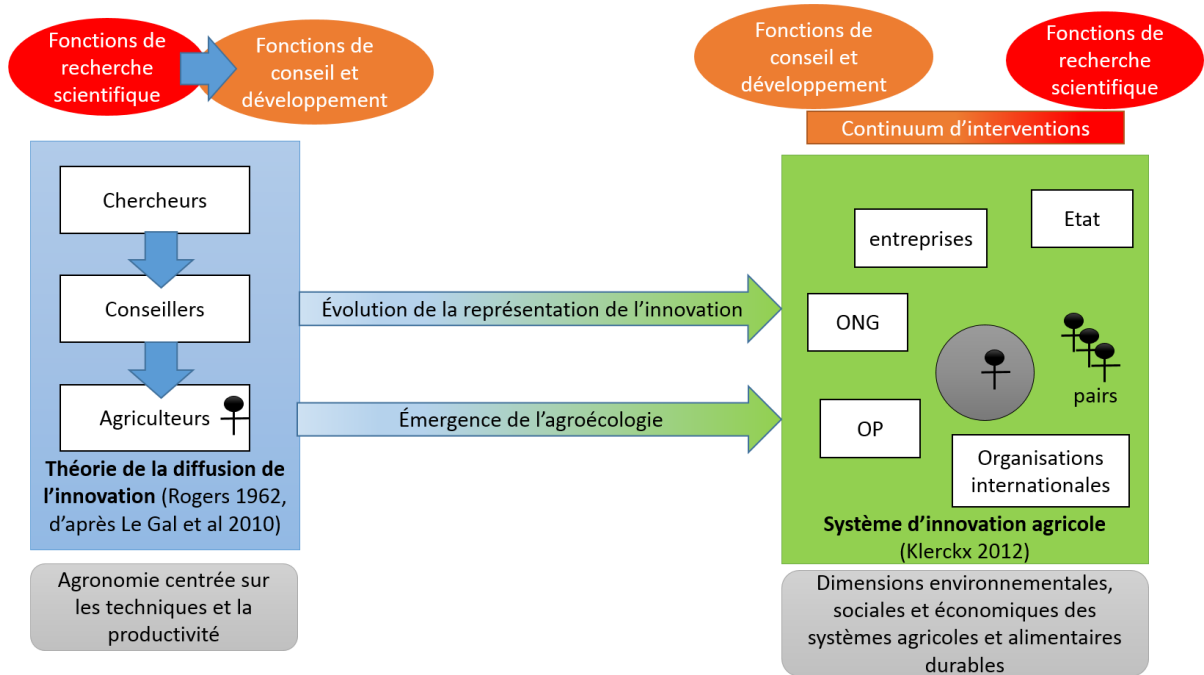 Fonctions de
recherche
scientifique
Fonctions de
conseil et
développement
Fonctions de
conseil et
développement
Fonctions de
recherche
scientifique
Continuum d’interventions
Chercheurs
Conseillers
Agriculteurs
Théorie de la diffusion de
l’innovation (Rogers 1962,
d’après Le Gal et al 2010)
Agronomie centrée sur
les techniques et la
productivité
Évolution de la représentation de l’innovation
Émergence de l’agroécologie
Etat
entreprises
ONG
pairs
OP
Organisations
internationales
Système d’innovation agricole
(Klerckx 2012)
Dimensions environnementales,
sociales et économiques des
systèmes agricoles et alimentaires
durables